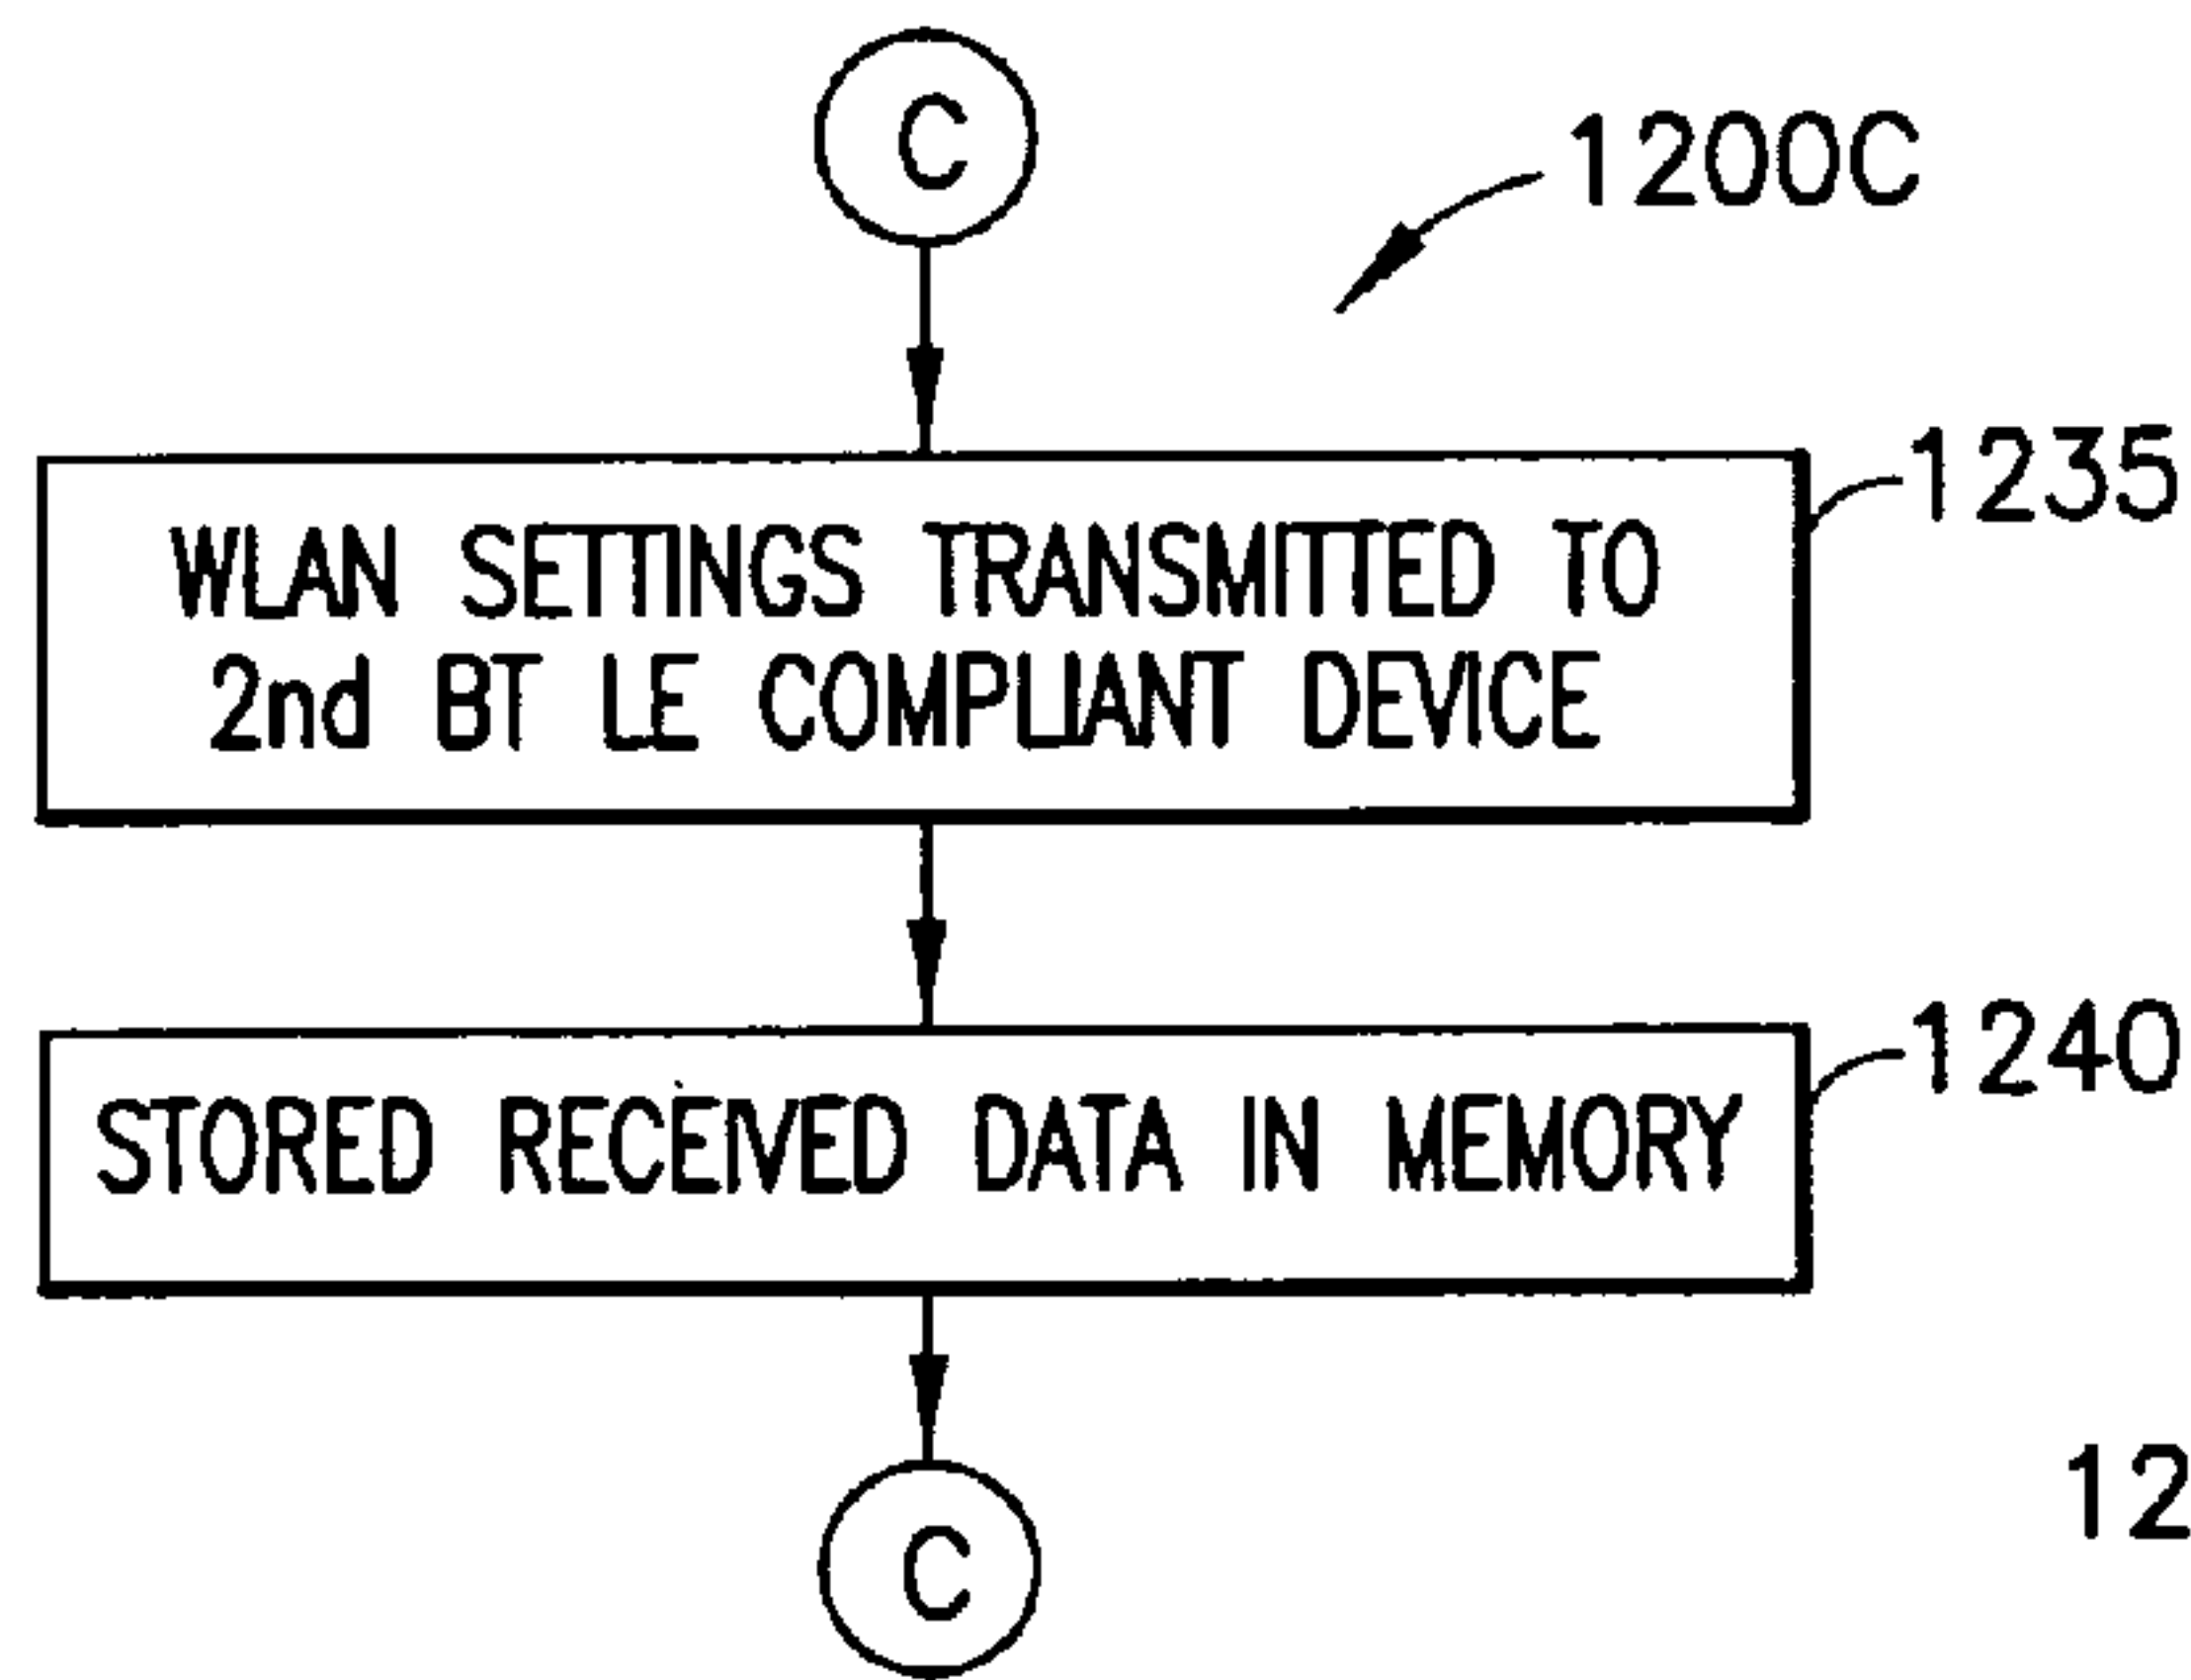 C
1200C
1235
WLAN SETTINGS TRANSMITTED TO
2nd BT LE COMPLIANT DEVICE
1240
STORED RECEIVED DATA IN MEMORY
12
C